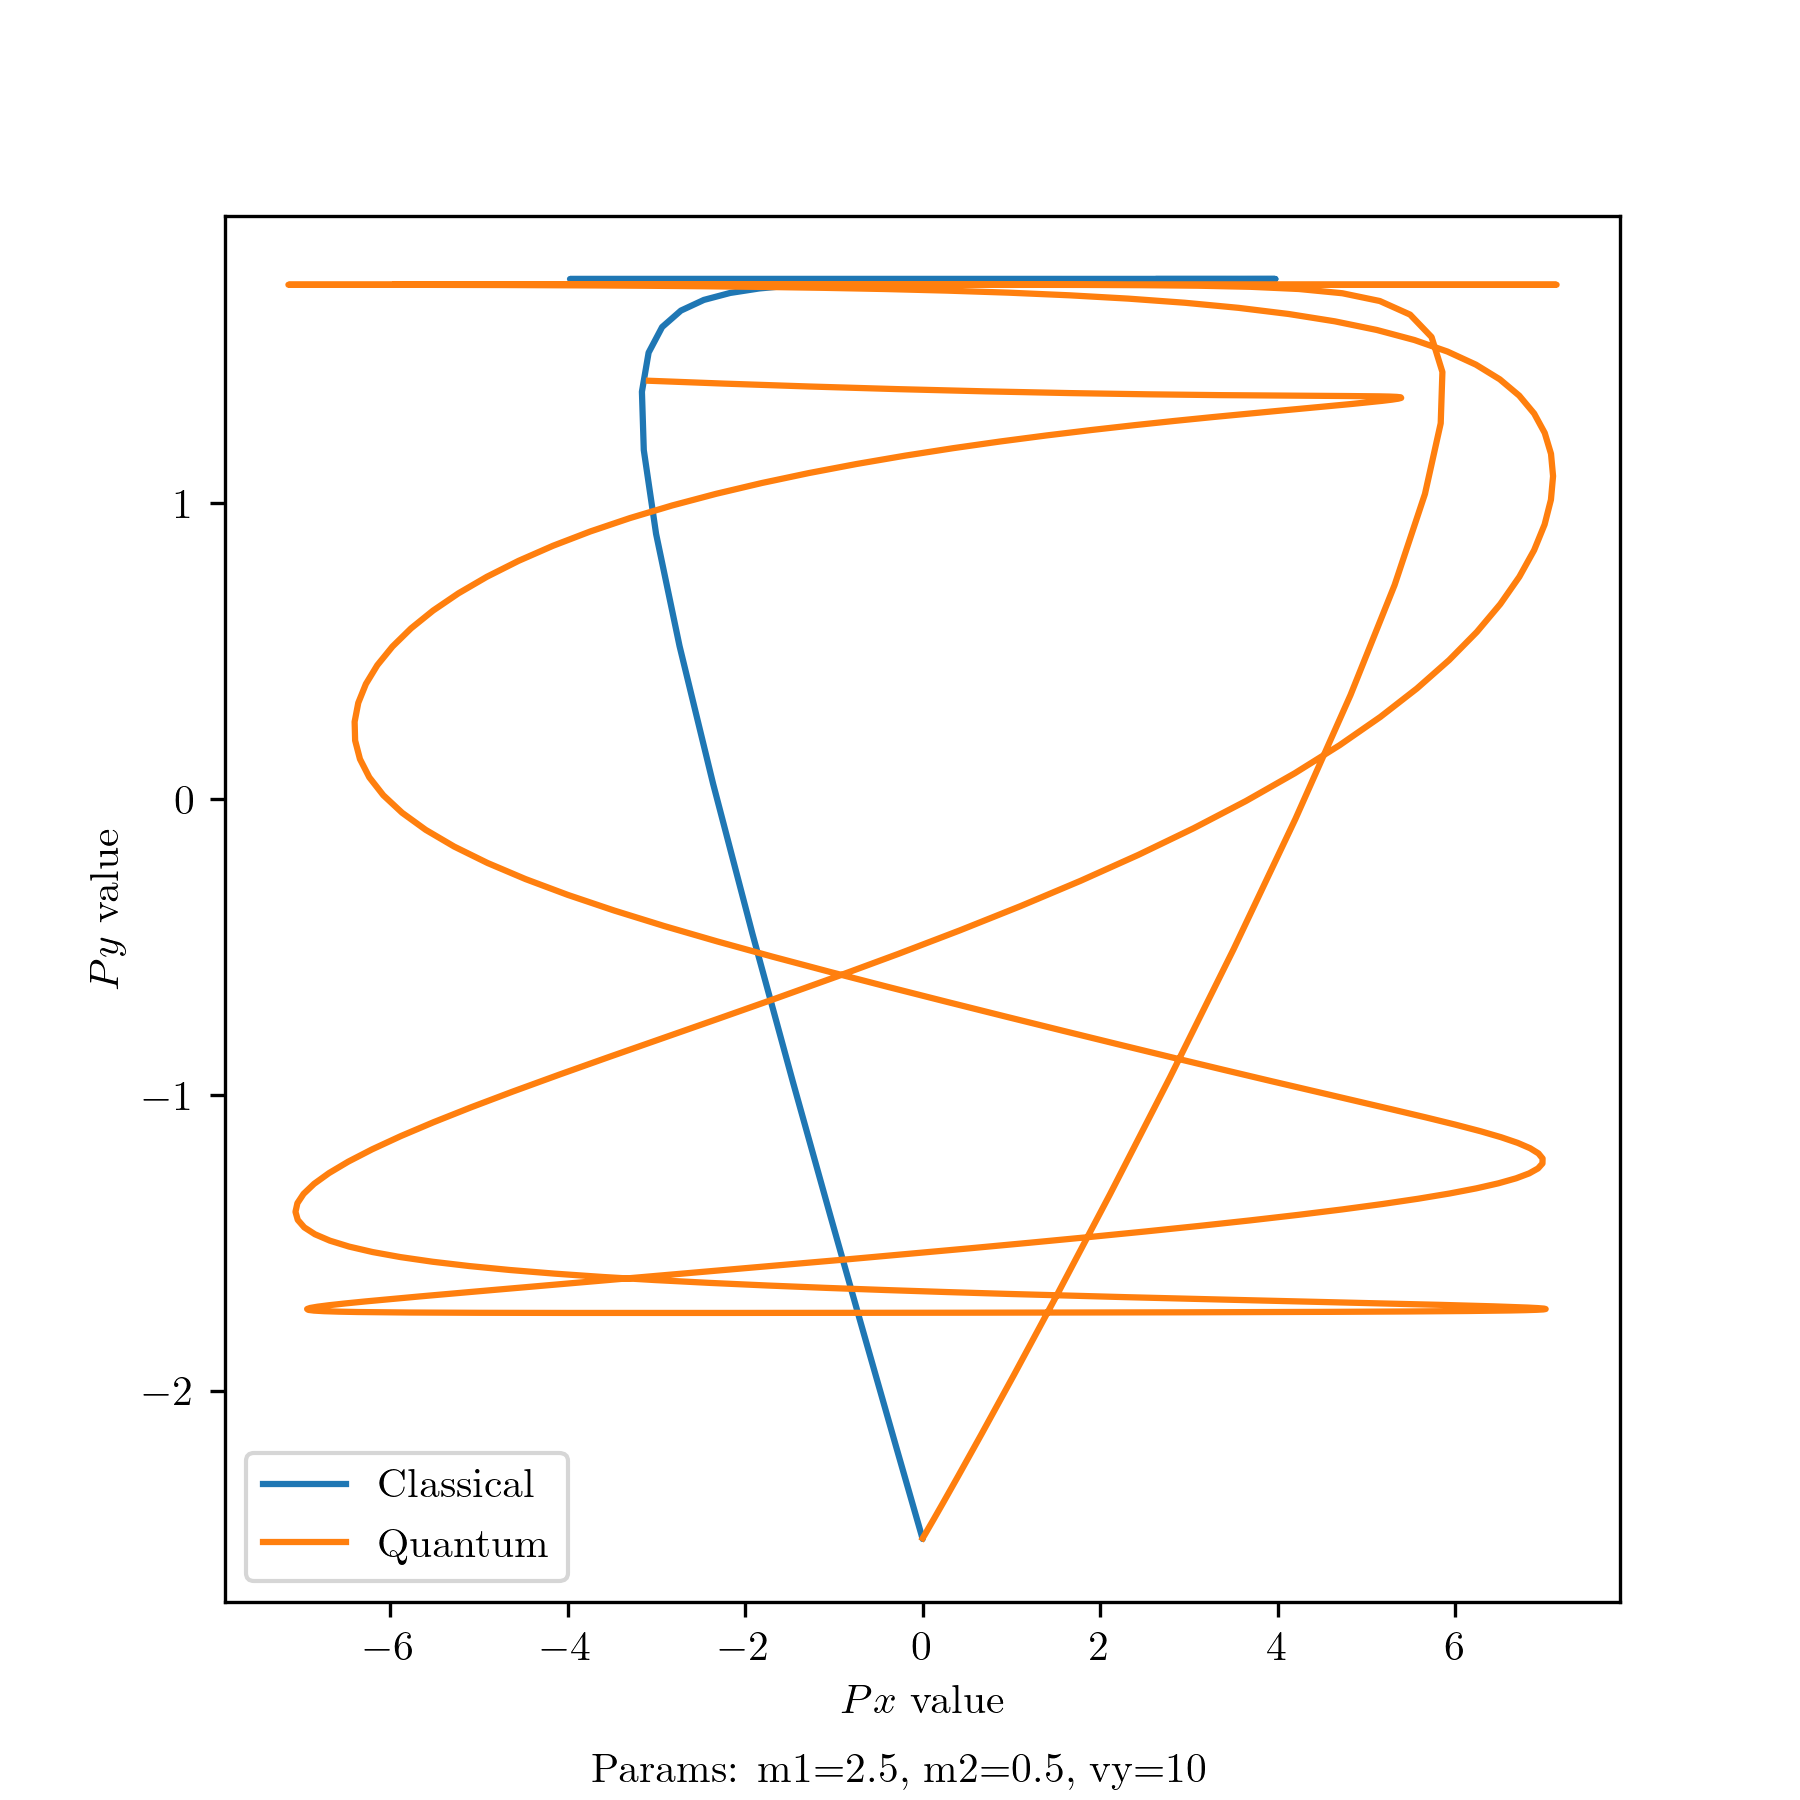 1
0
−1
−2
Py value
Classical
Quantum
−6 −4 −2 0 2 4 6
Px value
Params: m1=2.5, m2=0.5, vy=10